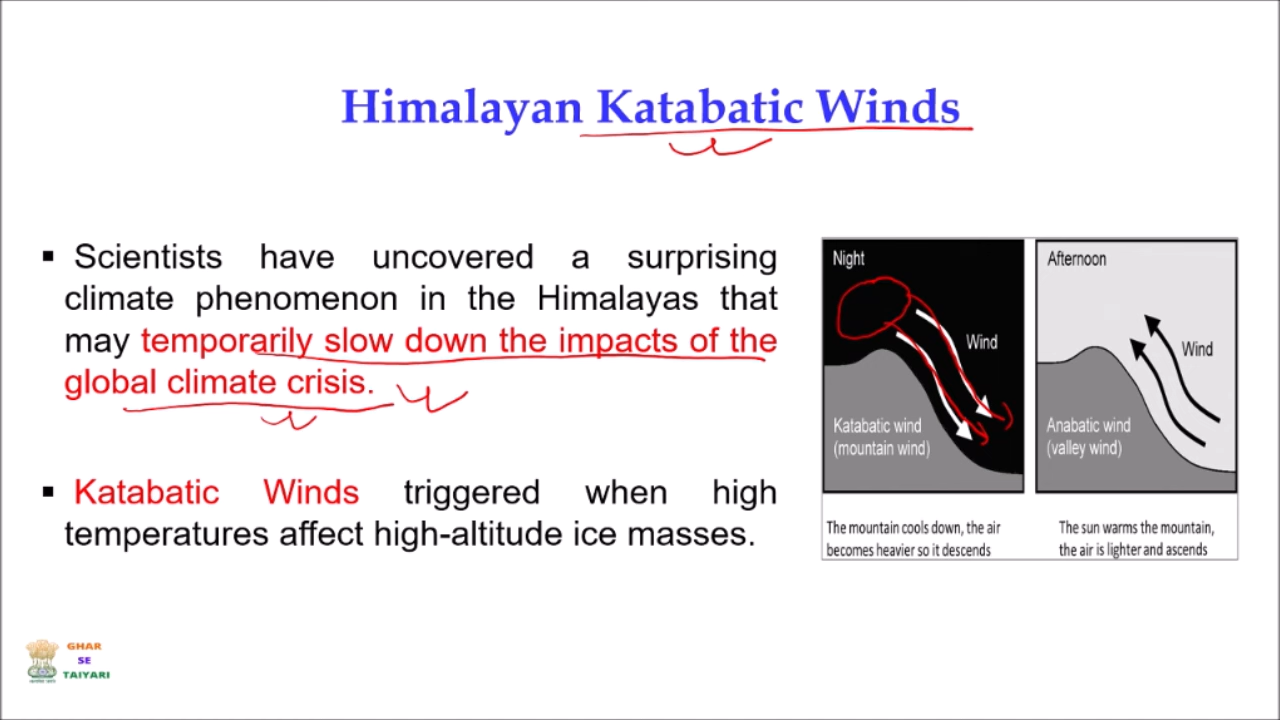 Himalayan Katabatic Winds
▪ Scientists have uncovered a surprising
climate phenomenon in the Himalayas that
may temporarily slow down the impacts of the
global climate crisis.
▪ Katabatic Winds triggered when high
temperatures affect high-altitude ice masses.
Night
Wind
Katabatic wind
(mountain wind)
The mountain cools down, the air
becomes heavier so it descends
Afternoon
Wind
Anabatic wind
(valley wind)
The sun warms the mountain,
the air is lighter and ascends
GHAR
SE
TAIYARI